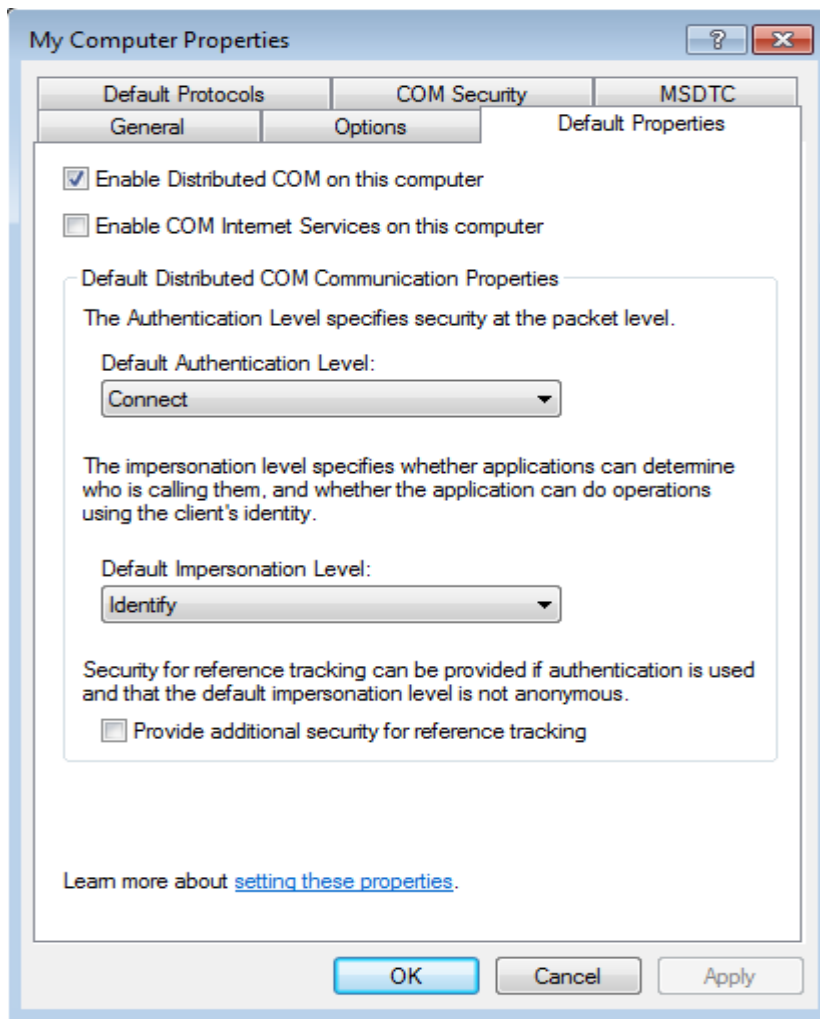 My Computer Properties
Default Protocols COM Security MSDTC
General Options Default Properties
Enable Distributed COM on this computer
Enable COM Internet Services on this computer
Default Distributed COM Communication Properties
The Authentication Level specifies security at the packet level.
Default Authentication Level:
Connect
The impersonation level specifies whether applications can determine
who is calling them, and whether the application can do operations
using the client's identity.
Default Impersonation Level:
Identify
Security for reference tracking can be provided if authentication is used
and that the default impersonation level is not anonymous.
Provide additional security for reference tracking
Learn more about setting these properties.
OK Cancel Apply